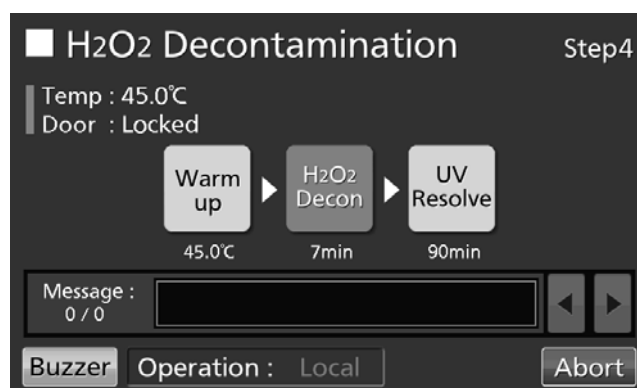 H2O2 Decontamination Step4
Temp : 45.0℃
Door : Locked
Warm up
H2O2 Decon
UV Resolve
45.0℃ 7min 90min
Message :
0 / 0
Buzzer Operation : Local Abort